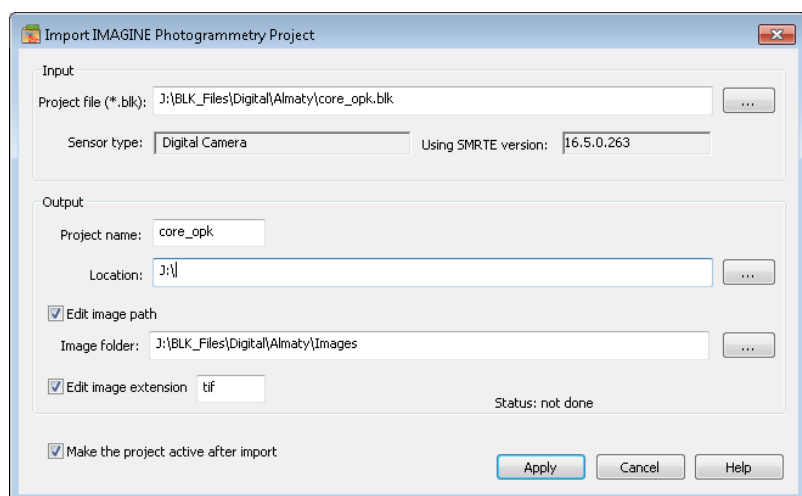 Import IMAGINE Photogrammetry Project
Input
Project file (*.blk): J:\BLK_Files\Digital\Almaty\core_opk.blk ...
Sensor type: Digital Camera Using SMRTE version: 16.5.0.263
Output
Project name: core_opk
Location: J:\ ...
Edit image path
Image folder: J:\BLK_Files\Digital\Almaty\Images ...
Edit image extension tif
Status: not done
Make the project active after import
Apply Cancel Help